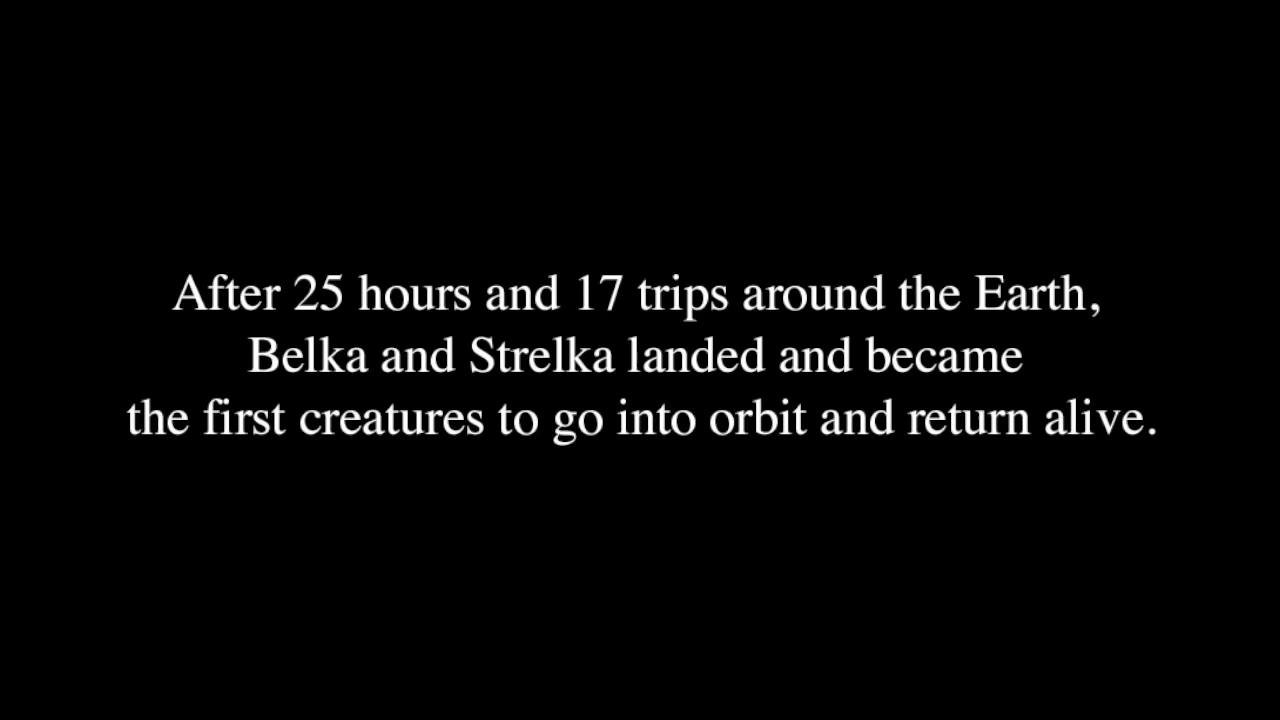 After 25 hours and 17 trips around the Earth,
Belka and Strelka landed and became
the first creatures to go into orbit and return alive.